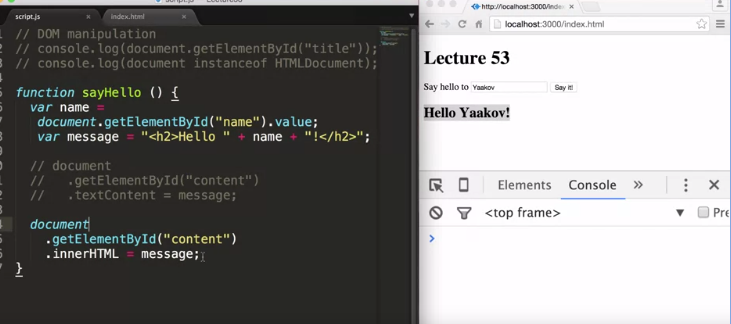 script.js
script.js
index.html
// DOM manipulation
// console.log(document.getElementById("title"));
// console.log(document instanceof HTMLDocument);
function sayHello () {
var name =
document.getElementById("name").value;
var message = "<h2>Hello " + name + "!</h2>";
// document
// .getElementById("content")
// .textContent = message;
document
.getElementById("content")
.innerHTML = message;
}
http://localhost:3000/index.html
localhost:3000/index.html
Lecture 53
Say hello to Yaakov Say it!
Hello Yaakov!
Elements Console »
<top frame> Pre